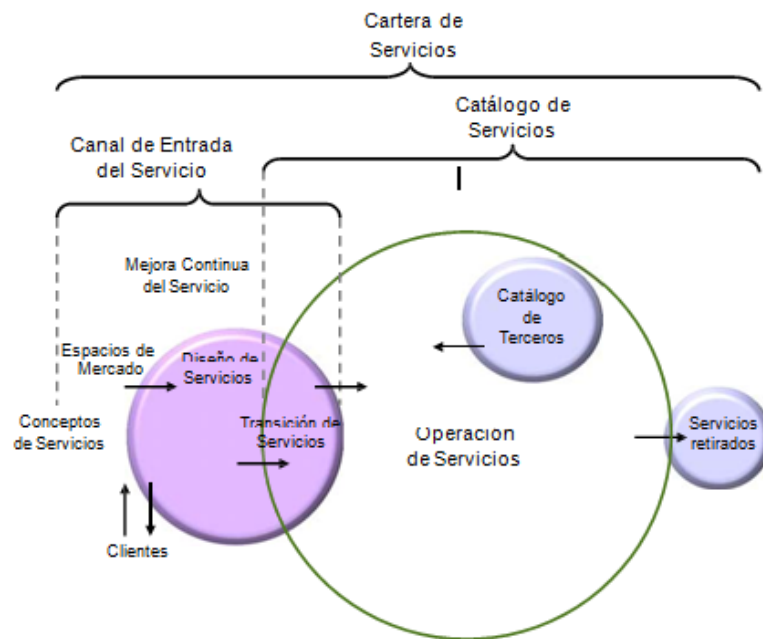 Cartera de
Servicios
Catálogo de
Servicios
Canal de Entrada
del Servicio
Mejora Continua
del Servicio
Catálogo
de
Terceros
Espacios de
Mercado
Diseño de
Servicios
Conceptos
de Servicios
Transición de
Servicios
Operación
de Servicios
Servicios
retirados
Clientes